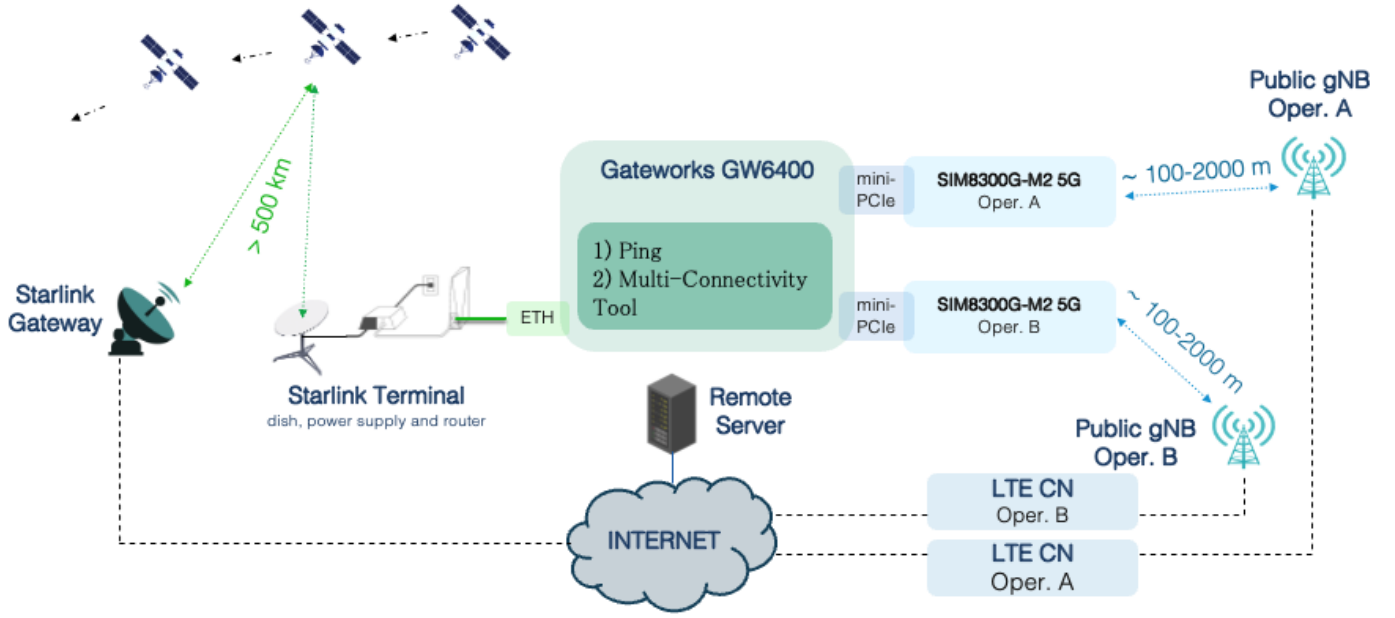 Public gNB
Oper. A
> 500 km
Gateworks GW6400
mini-
PCIe
SIM8300G-M2 5G
Oper. A
~ 100-2000 m
1) Ping
2) Multi-Connectivity
Tool
Starlink
Gateway
ETH
mini-
PCIe
SIM8300G-M2 5G
Oper. B
~ 100-2000 m
Starlink Terminal
dish, power supply and router
Remote
Server
Public gNB
Oper. B
LTE CN
Oper. B
INTERNET
LTE CN
Oper. A